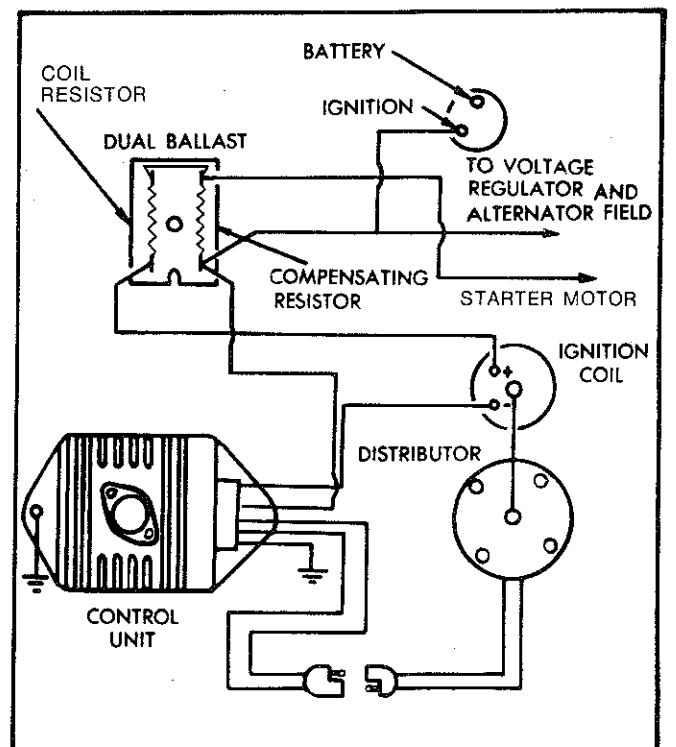 BATTERY
COIL
RESISTOR
IGNITION
DUAL BALLAST
TO VOLTAGE
REGULATOR AND
ALTERNATOR FIELD
COMPENSATING
RESISTOR
STARTER MOTOR
IGNITION
COIL
+
-
DISTRIBUTOR
CONTROL
UNIT